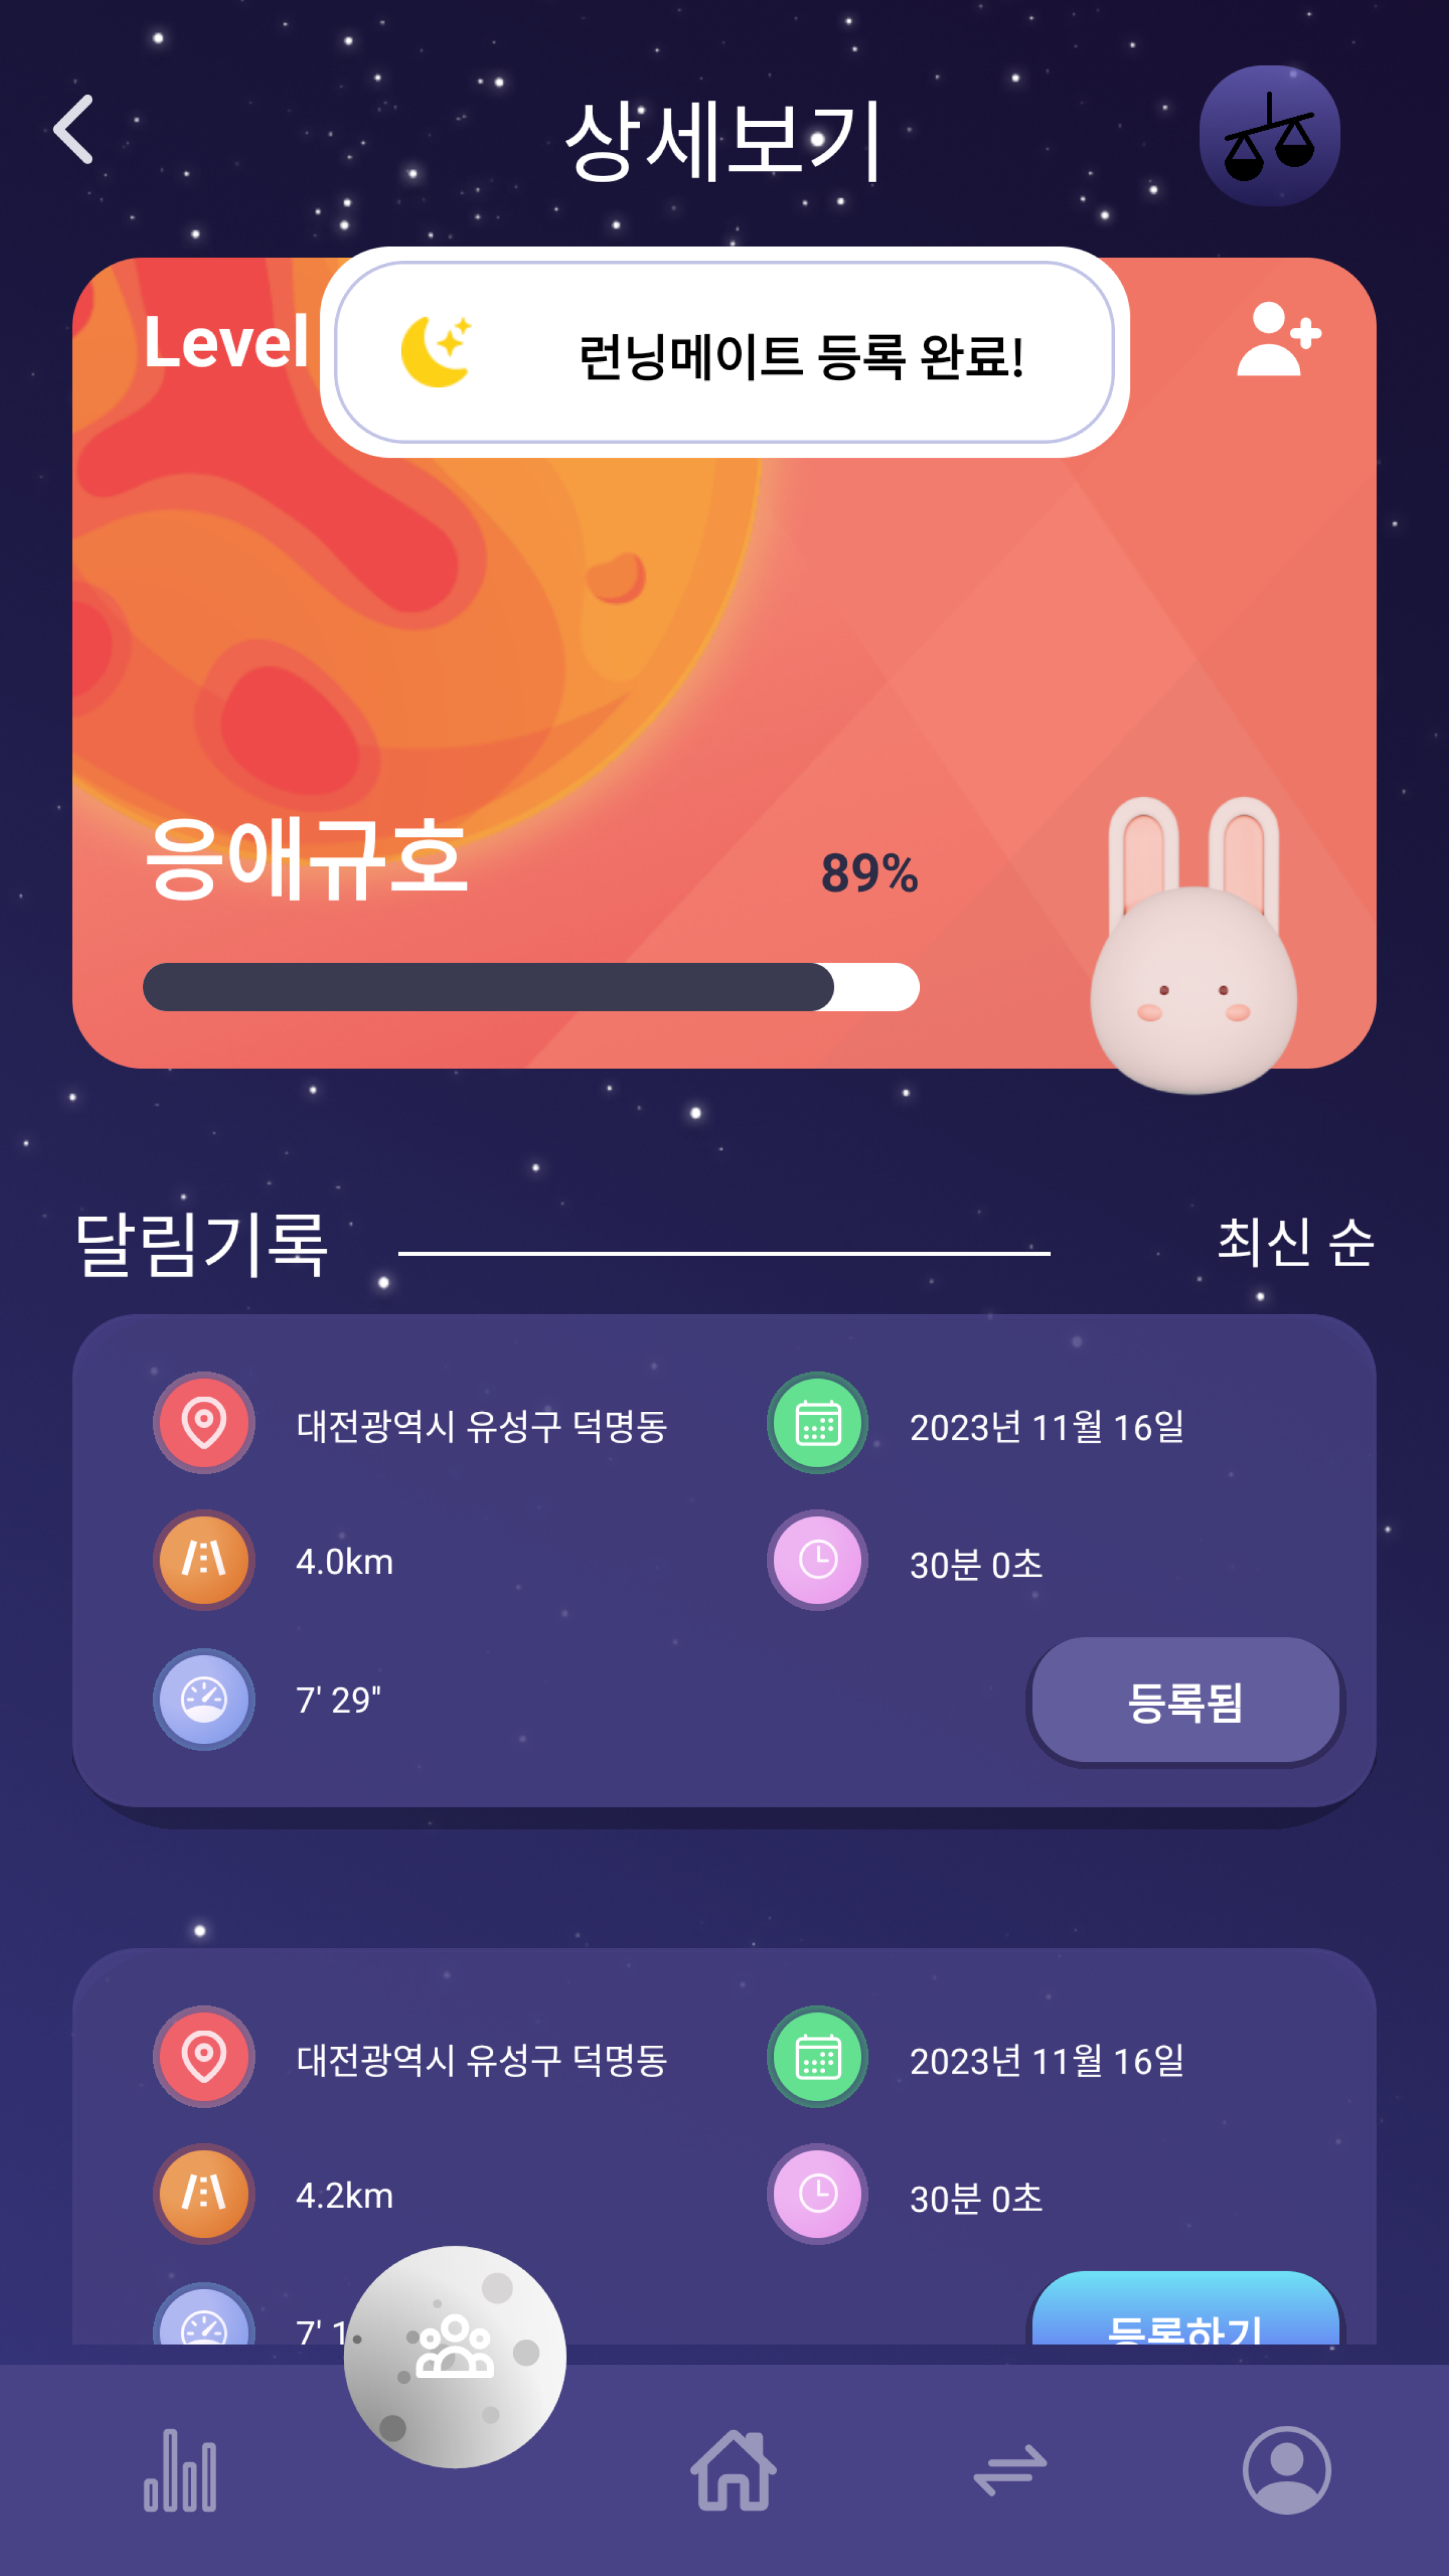 상세보기
Level
런닝메이트 등록 완료!
응애규호
89%
달림기록
최신 순
대전광역시 유성구 덕명동
2023년 11월 16일
4.0km
30분 0초
7' 29"
등록됨
대전광역시 유성구 덕명동
2023년 11월 16일
4.2km
30분 0초
7' 1
등록하기